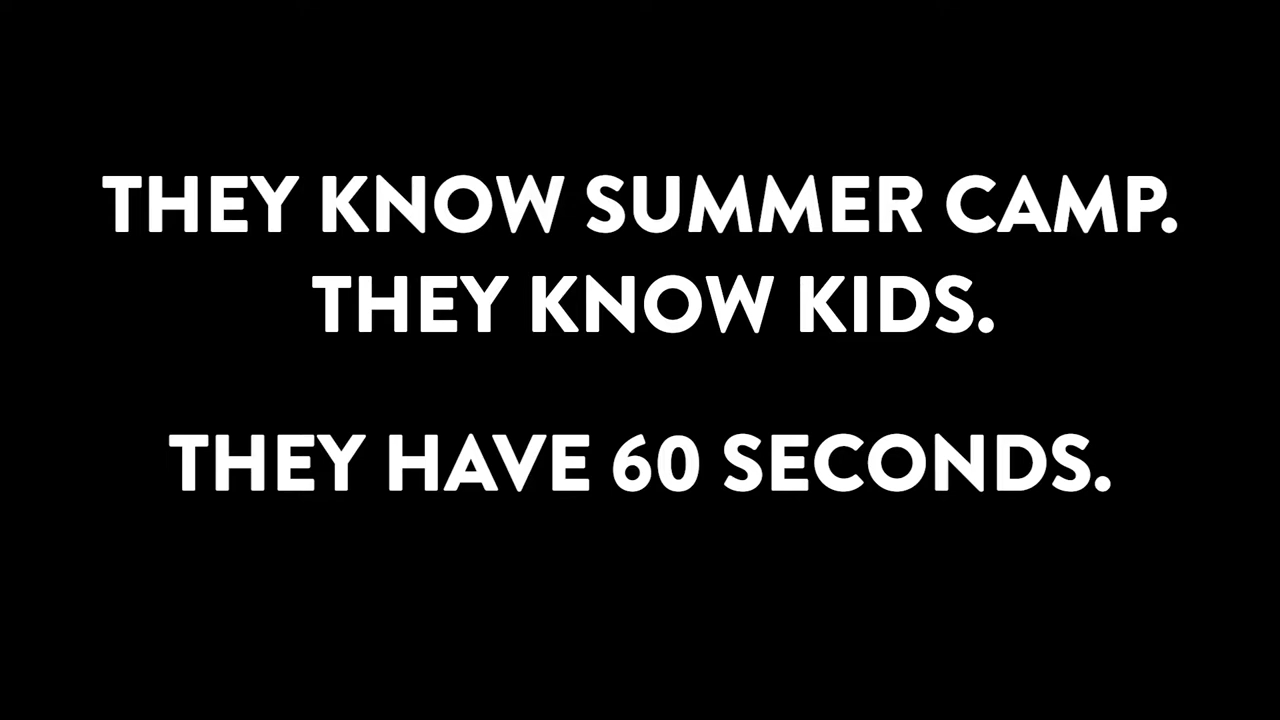 THEY KNOW SUMMER CAMP.
THEY KNOW KIDS.
THEY HAVE 60 SECONDS.